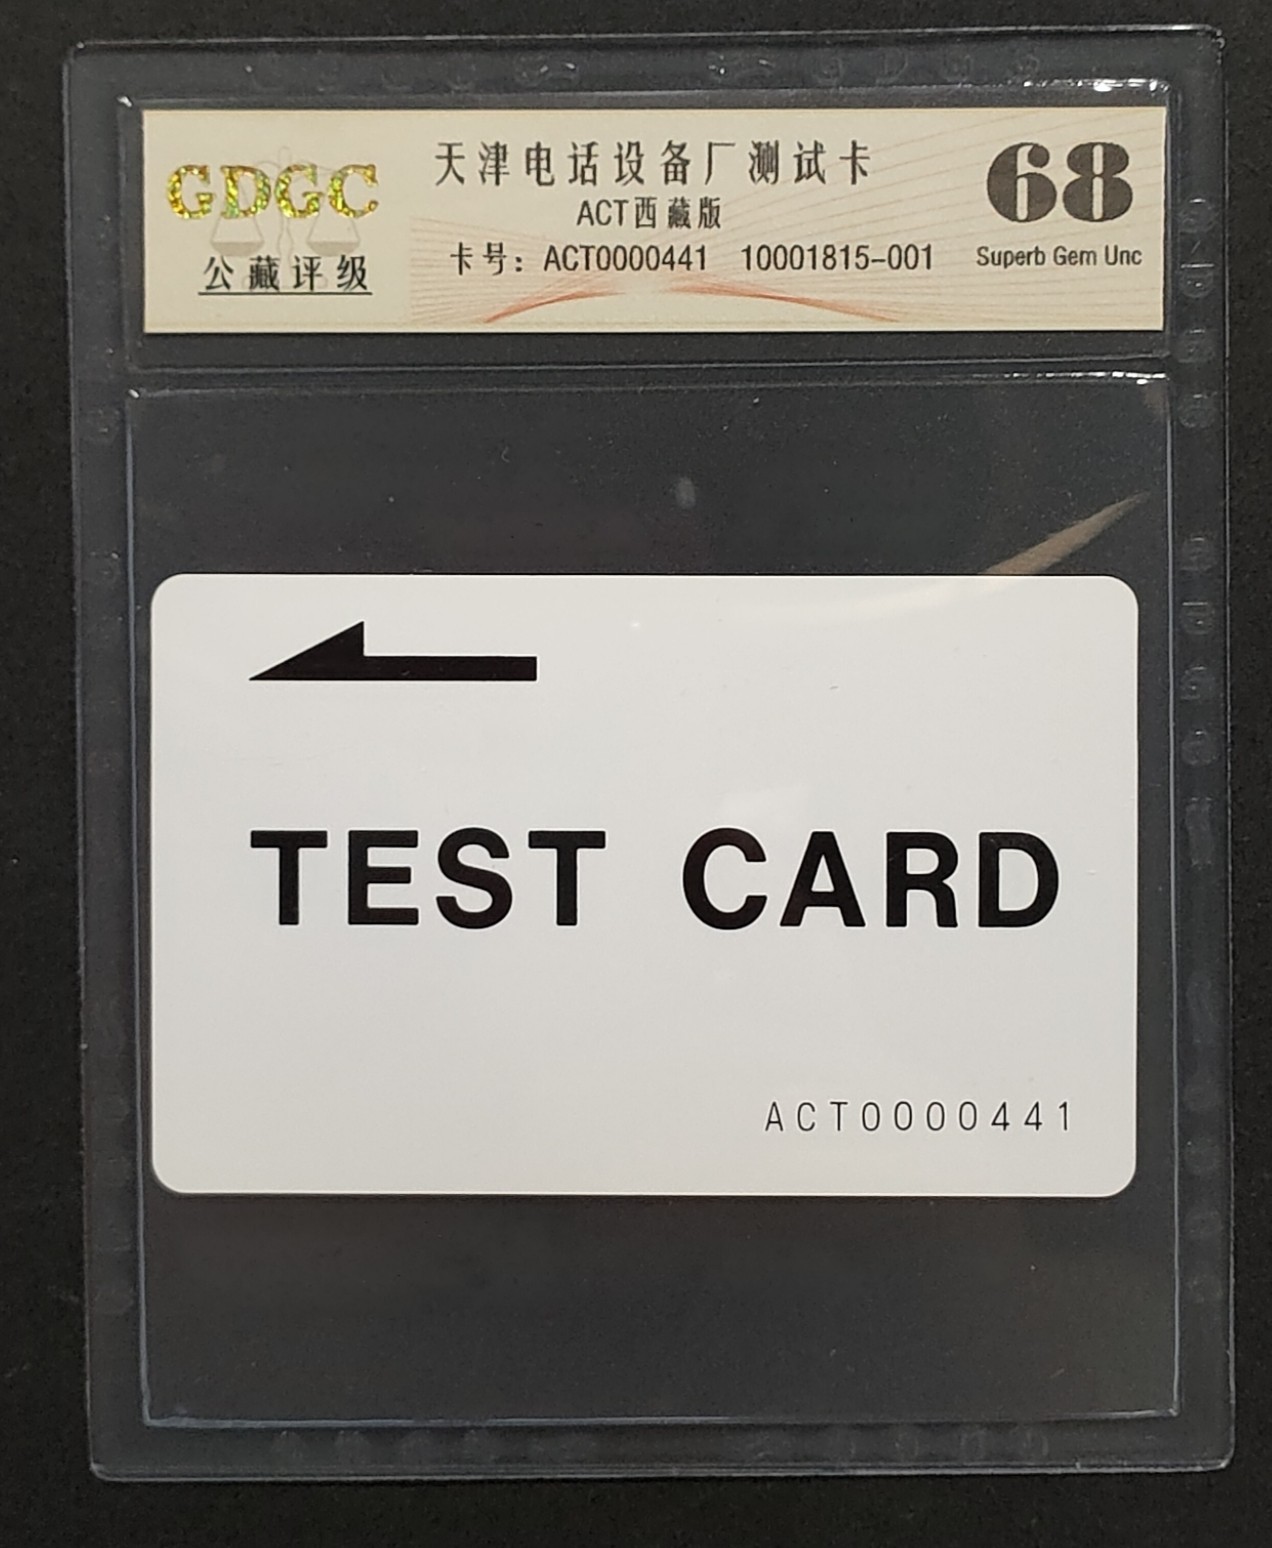 GDGC
公藏评级
天津电话设备厂测试卡
ACT西藏版
卡号：ACT0000441 10001815-001
68
Superb Gem Unc
TEST CARD
ACT0000441